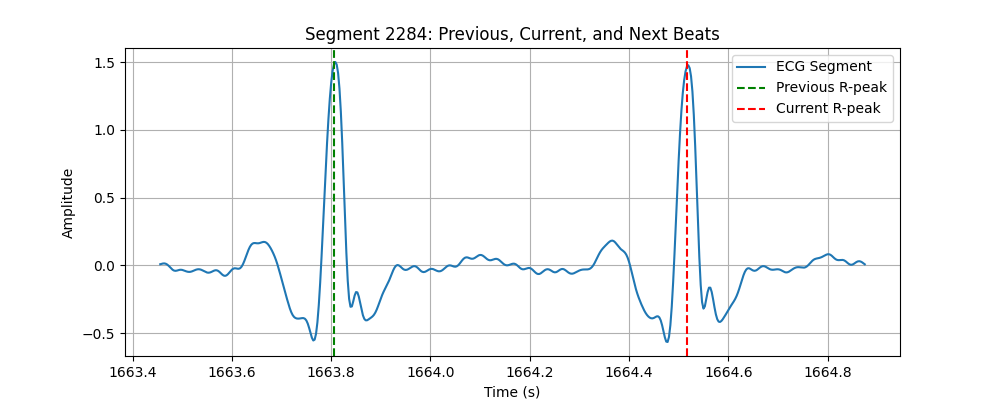 Segment 2284: Previous, Current, and Next Beats
ECG Segment
Previous R-peak
Current R-peak
1.5
1.0
0.5
0.0
−0.5
Amplitude
1663.4 1663.6 1663.8 1664.0 1664.2 1664.4 1664.6 1664.8
Time (s)